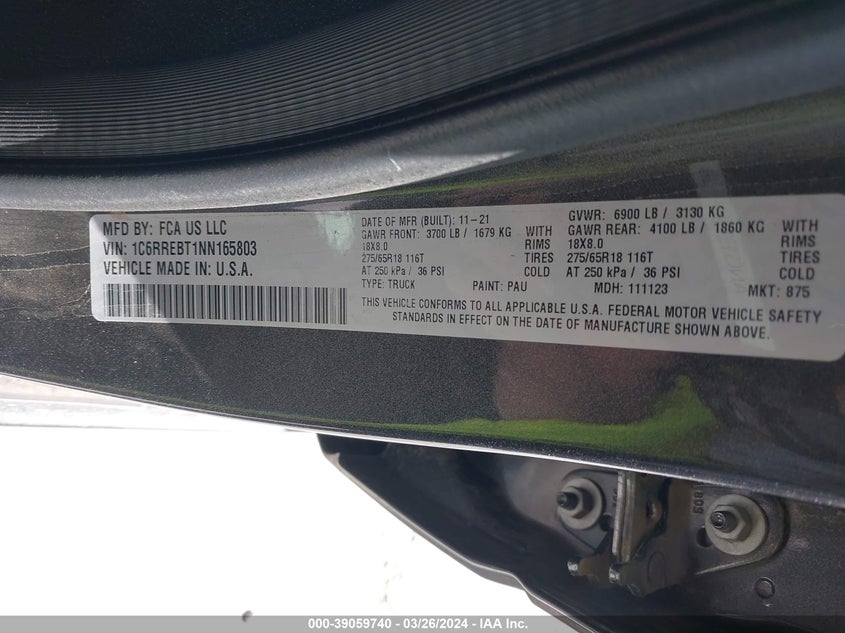 MFD BY: FCA US LLC
VIN: 1C6RREBT1NN165803
VEHICLE MADE IN U.S.A.
DATE OF MFR (BUILT): 11-21
GVWR: 6900 LB / 3130 KG
GAWR FRONT: 3700 LB / 1679 KG WITH
GAWR REAR: 4100 LB / 1860 KG WITH
18X8.0 RIMS
18X8.0 RIMS
275/65R18 116T TIRES
275/65R18 116T TIRES
AT 250 kPa / 36 PSI COLD
AT 250 kPa / 36 PSI COLD
TYPE: TRUCK PAINT: PAU MDH: 111123 MKT: 875
THIS VEHICLE CONFORMS TO ALL APPLICABLE U.S.A. FEDERAL MOTOR VEHICLE SAFETY
STANDARDS IN EFFECT ON THE DATE OF MANUFACTURE SHOWN ABOVE.
000-39059740 - 03/26/2024 - IAA Inc.